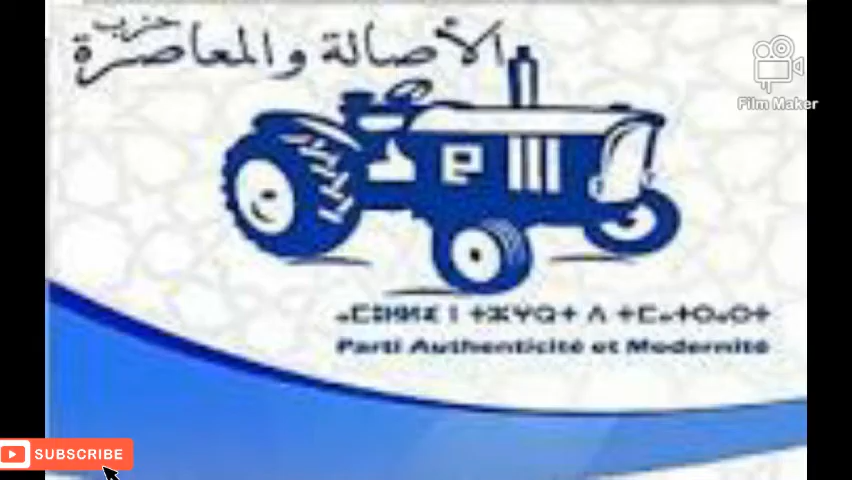 حزب
الأصالة والمعاصرة
Film Maker
Parti Authenticité et Modernité
SUBSCRIBE